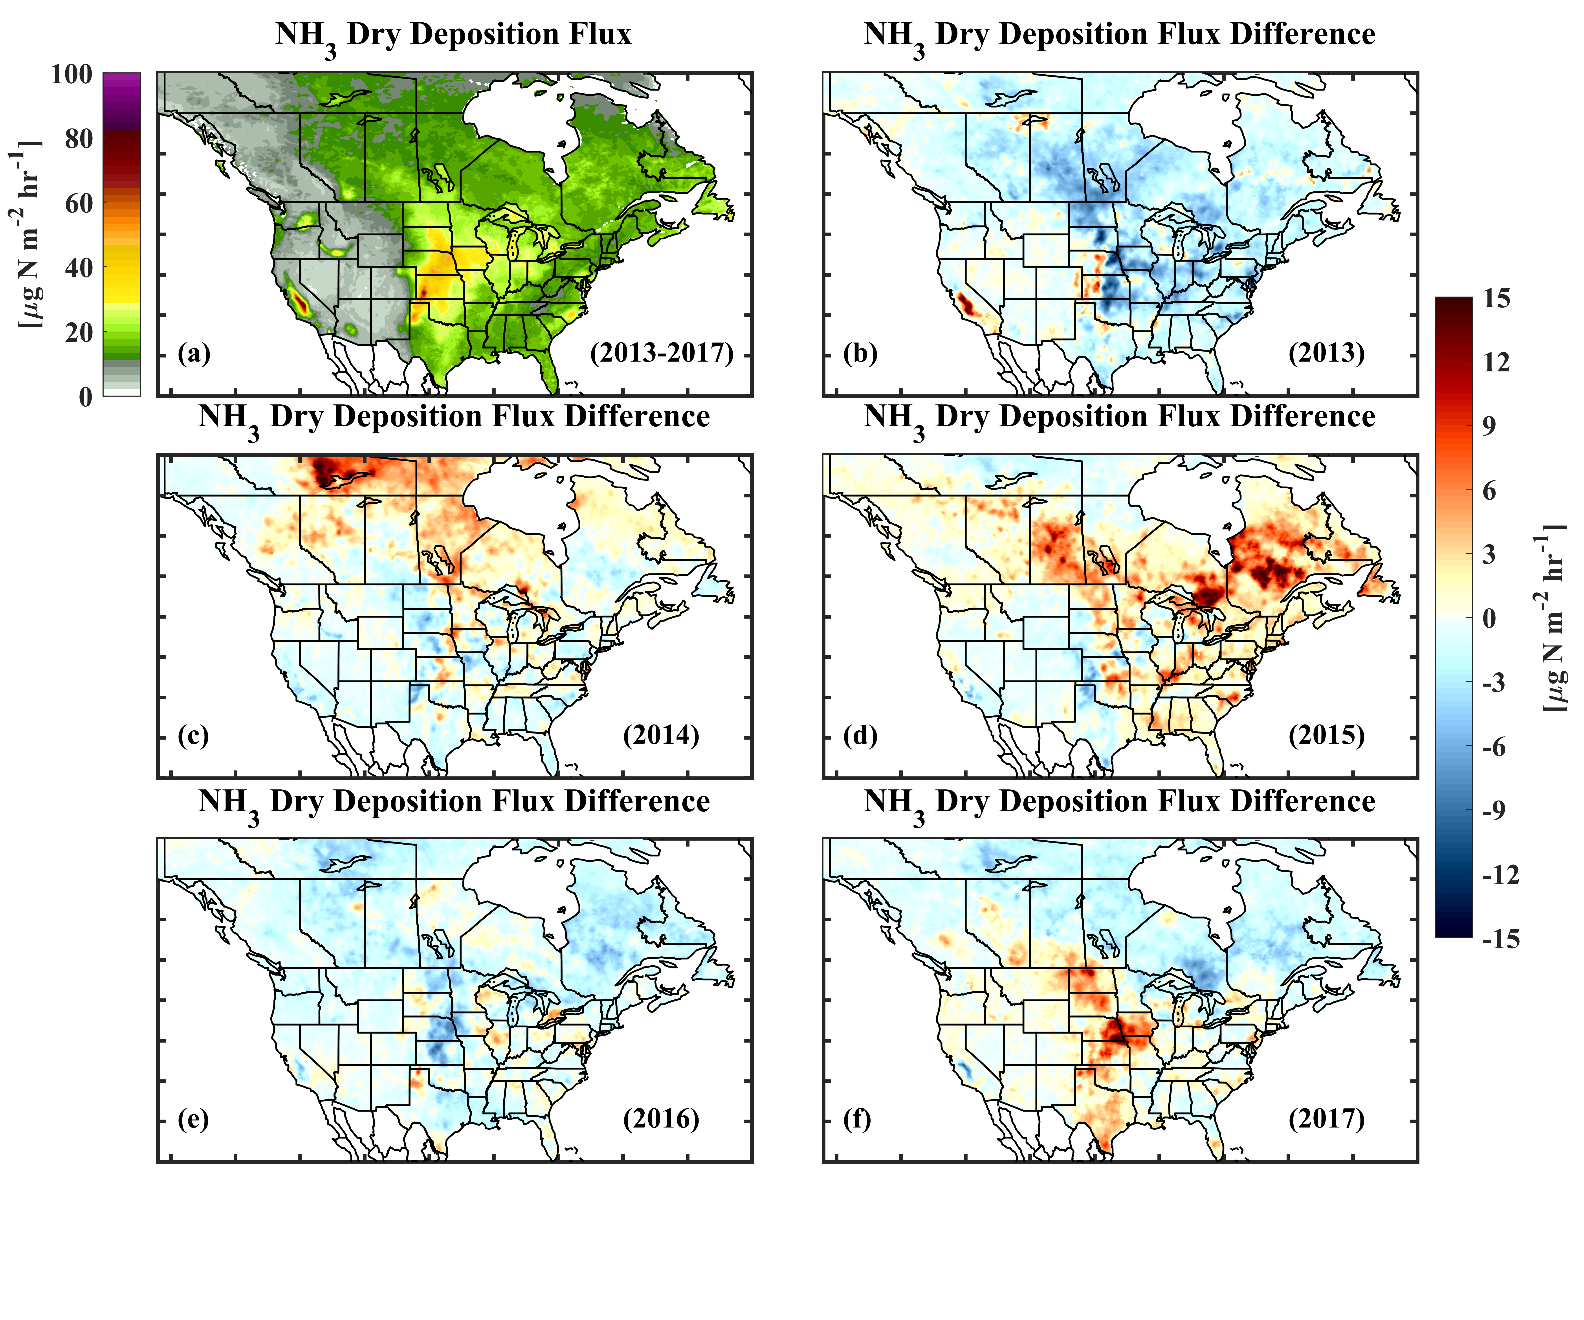 NH3 Dry Deposition Flux
NH3 Dry Deposition Flux Difference
100
80
60
40
20
0
[µg N m-2 hr-1]
(a)
(2013-2017)
(b)
(2013)
NH3 Dry Deposition Flux Difference
NH3 Dry Deposition Flux Difference
(c)
(2014)
(d)
(2015)
15
12
9
6
3
0
-3
-6
-9
-12
-15
[µg N m-2 hr-1]
NH3 Dry Deposition Flux Difference
NH3 Dry Deposition Flux Difference
(e)
(2016)
(f)
(2017)